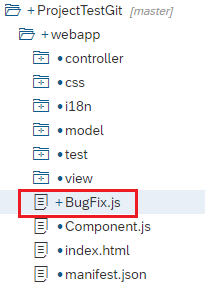 +ProjectTestGit [master]
+webapp
•controller
•css
•i18n
•model
•test
•view
+BugFix.js
•Component.js
•index.html
•manifest.json